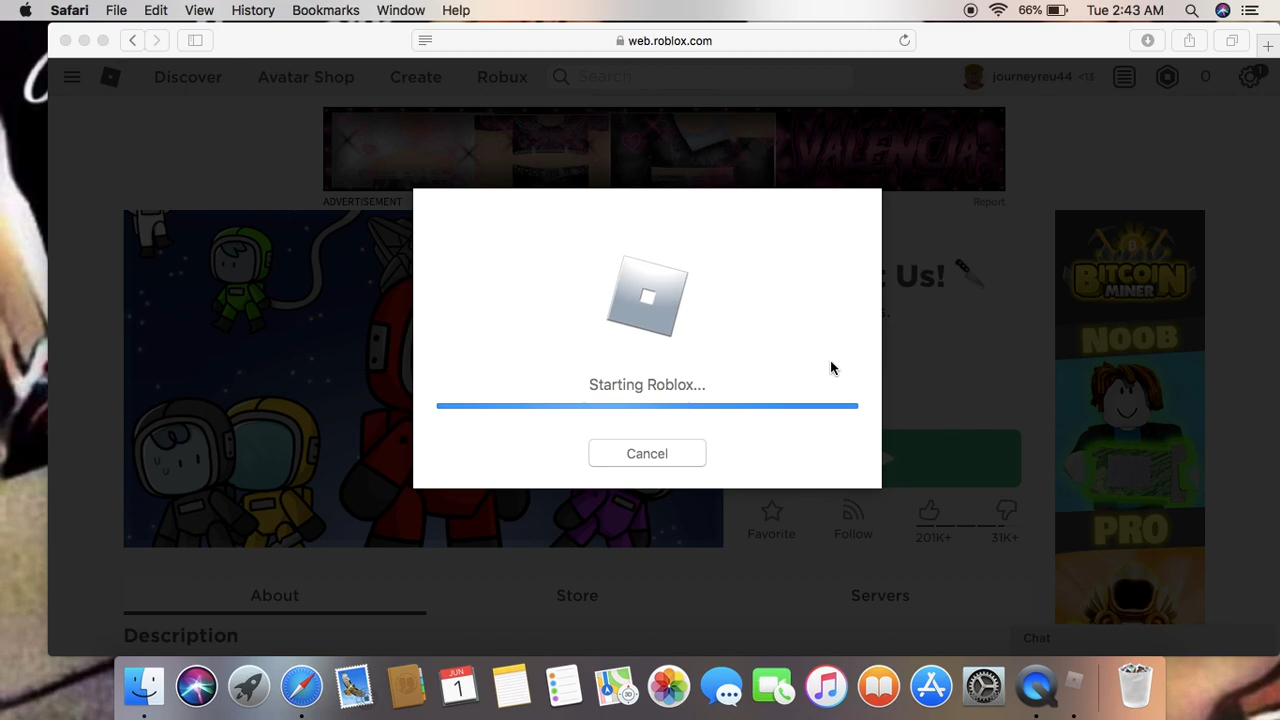 Safari File Edit View History Bookmarks Window Help 66% Tue 2:43 AM
web.roblox.com
Discover Avatar Shop Create Robux Search journeyreu44 <13 0 1
VALENCIA
ADVERTISEMENT Report
t Us!
s.
BITCOIN
MINER
NOOB
Starting Roblox...
Cancel
Favorite Follow 201K+ 31K+
PRO
About Store Servers
Description
Chat
JUN
1